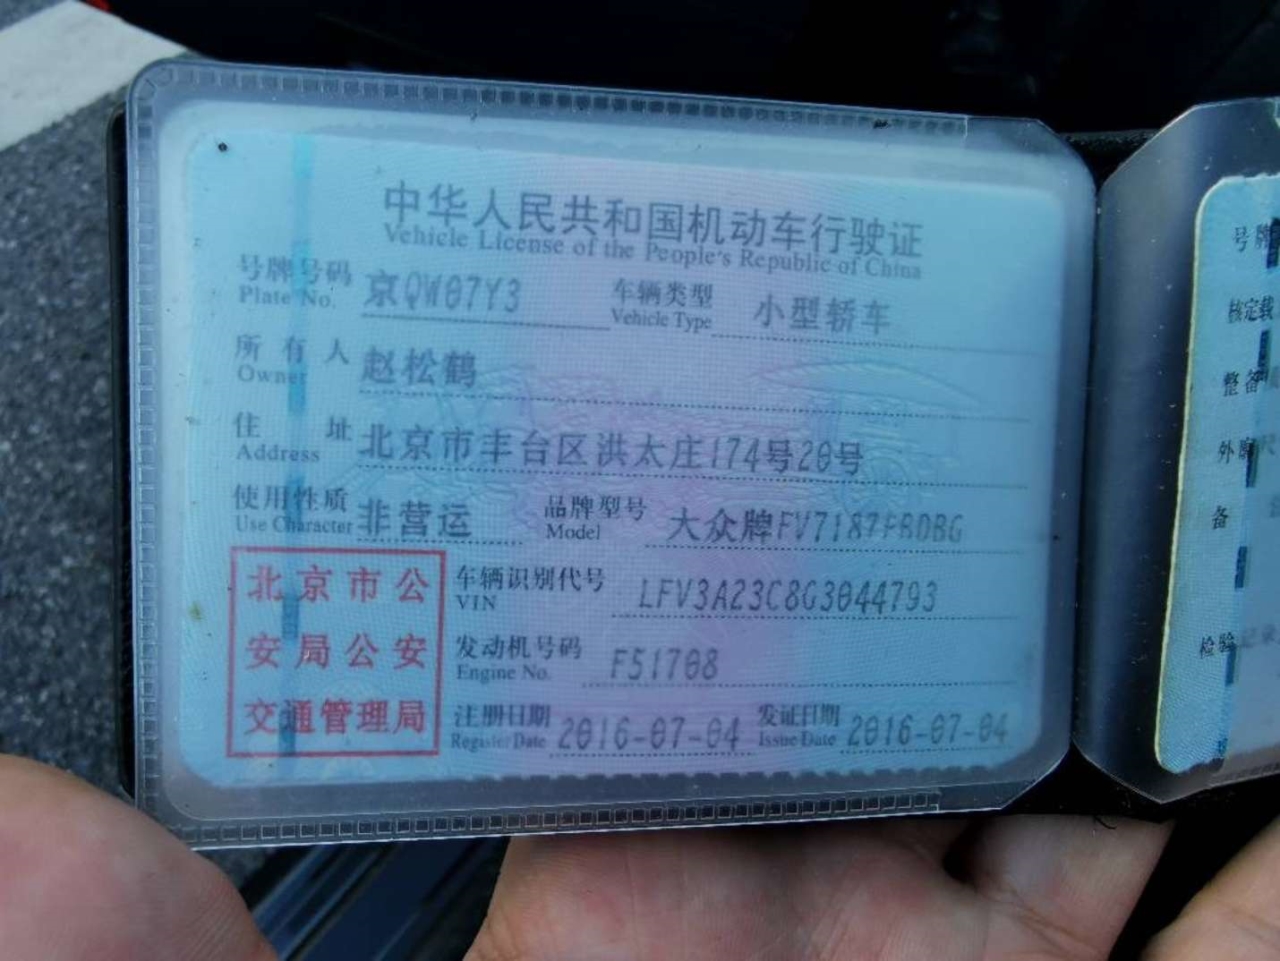 中华人民共和国机动车行驶证
Vehicle License of the People's Republic of China
号牌号码 京QW07Y3 车辆类型 小型轿车
Plate No. Vehicle Type
所有人 赵松鹤
Owner
住址 北京市丰台区洪太庄174号20号
Address
使用性质 非营运 品牌型号 大众牌FV7187FBDBG
Use Character Model
北京市公
安局公安
交通管理局
车辆识别代号 LFV3A23C8G3044793
VIN
发动机号码 F51708
Engine No.
注册日期 2016-07-04 发证日期 2016-07-04
Register Date Issue Date
号牌
核定载
整备
外廓
备
检验记录